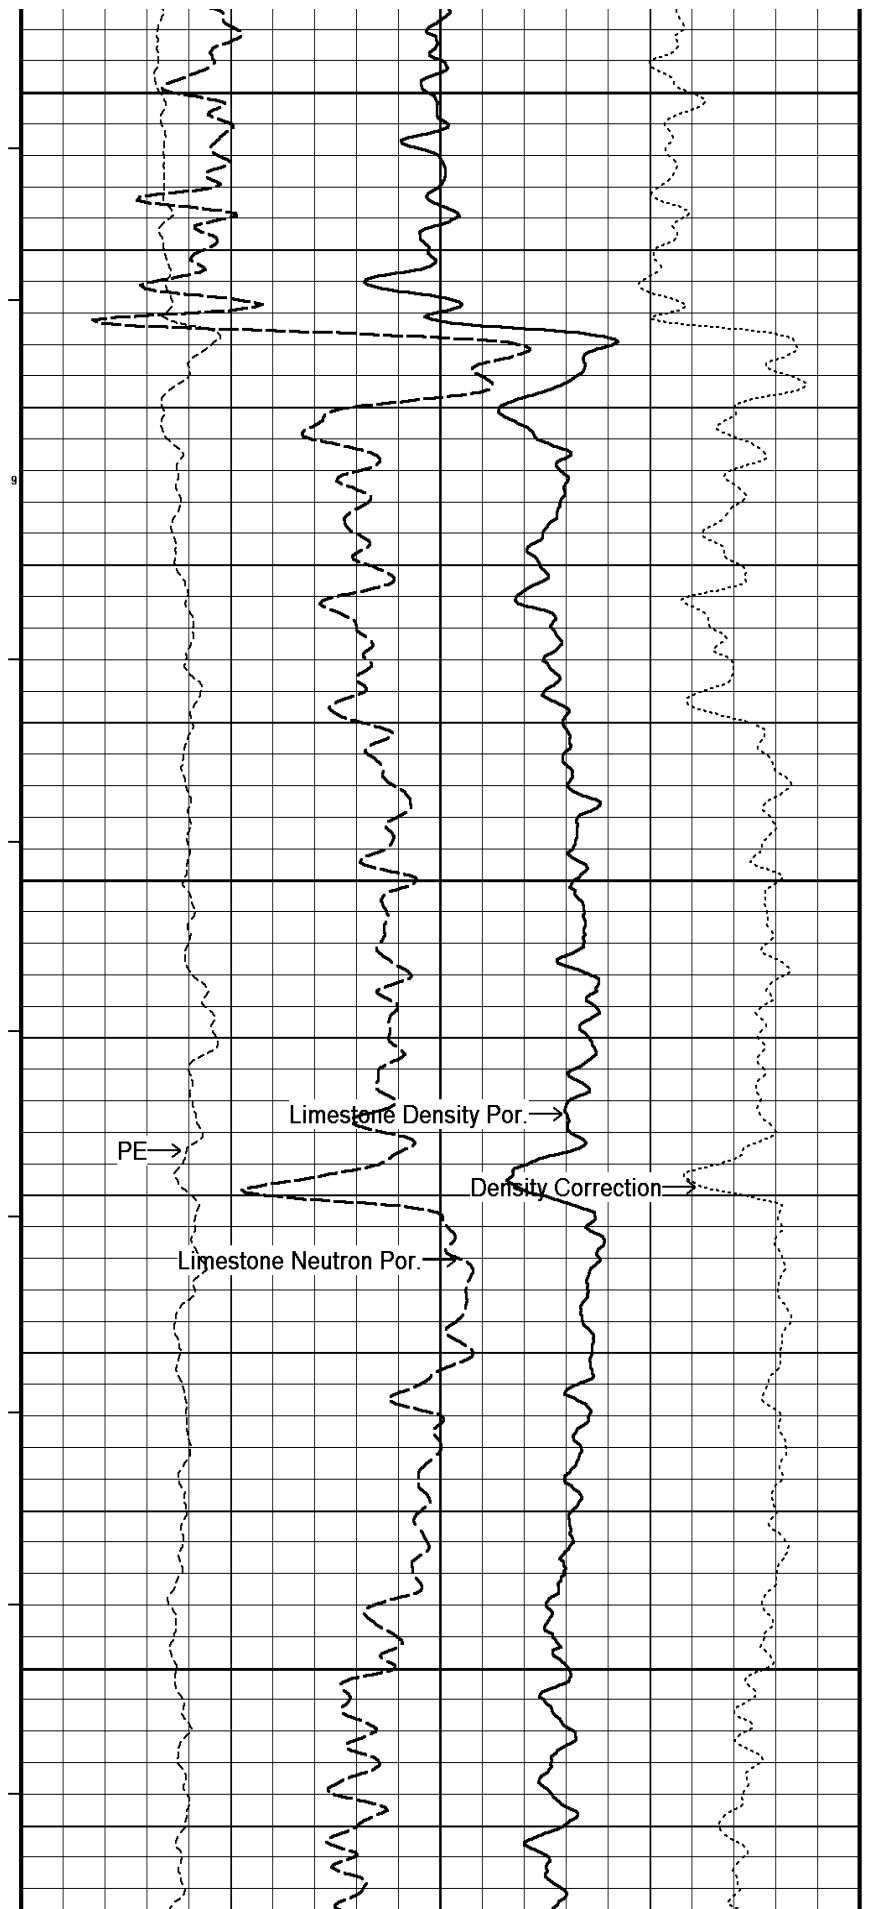 9
Limestone Density Por.
PE
Density Correction
Limestone Neutron Por.